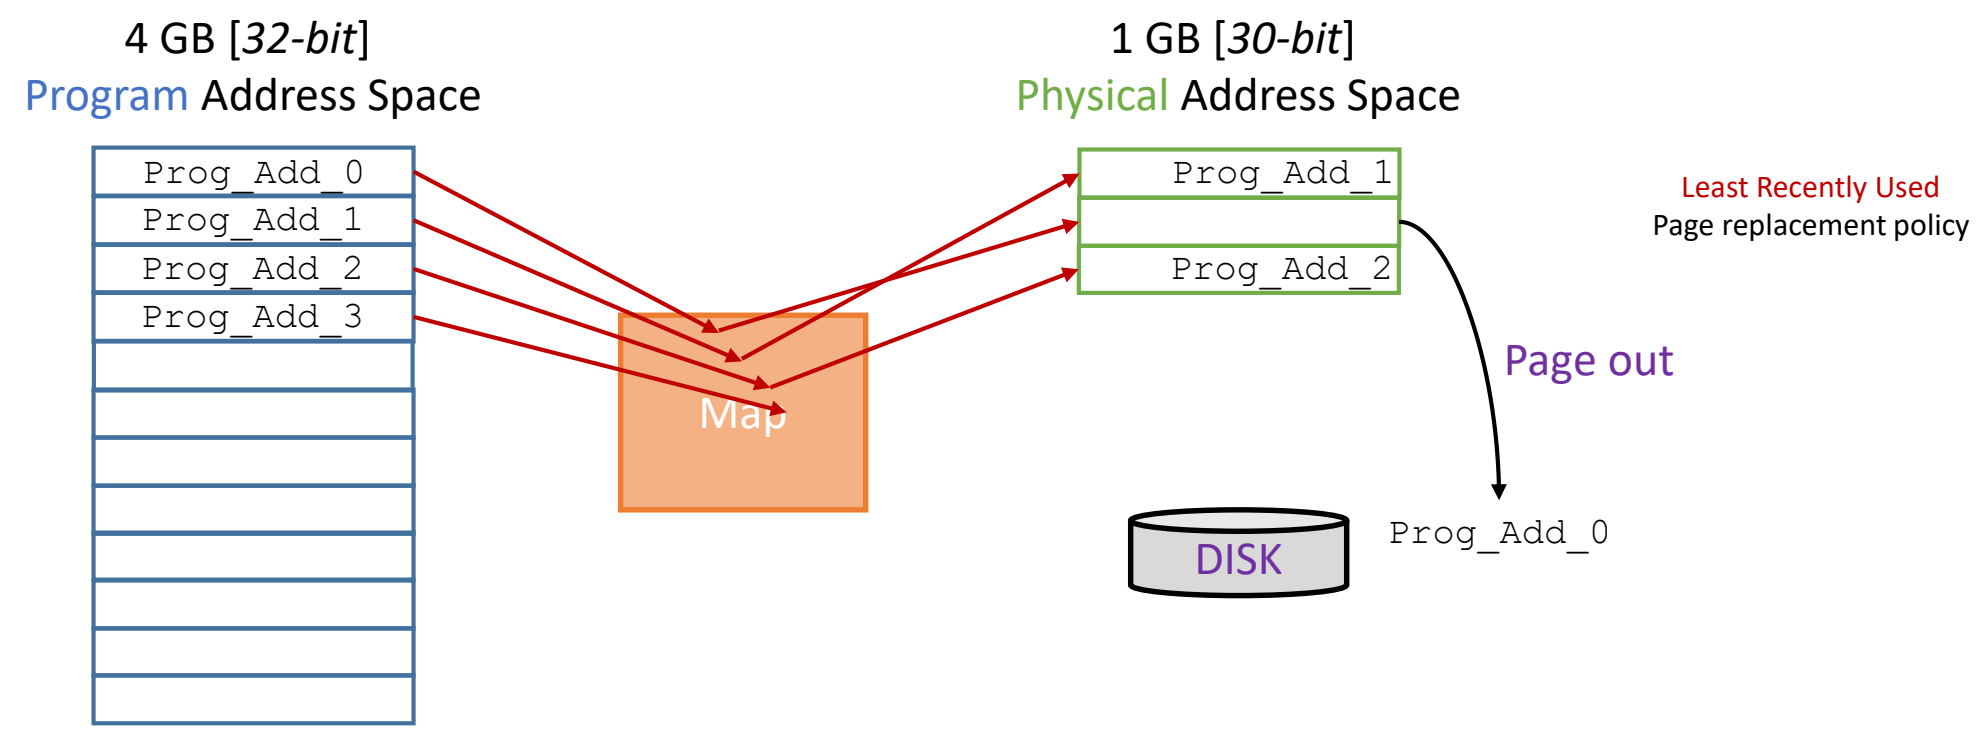 4 GB [32-bit]
Program Address Space
1 GB [30-bit]
Physical Address Space
Prog_Add_0
Prog_Add_1
Prog_Add_2
Prog_Add_3
Map
Prog_Add_1
Prog_Add_2
Least Recently Used
Page replacement policy
Page out
DISK
Prog_Add_0